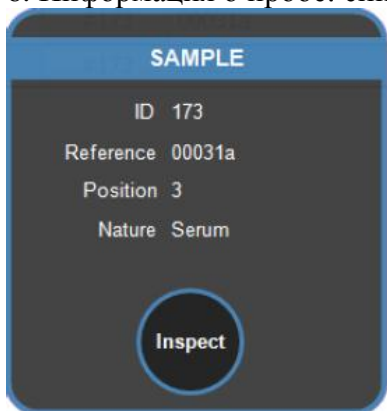 SAMPLE
ID 173
Reference 00031a
Position 3
Nature Serum
Inspect